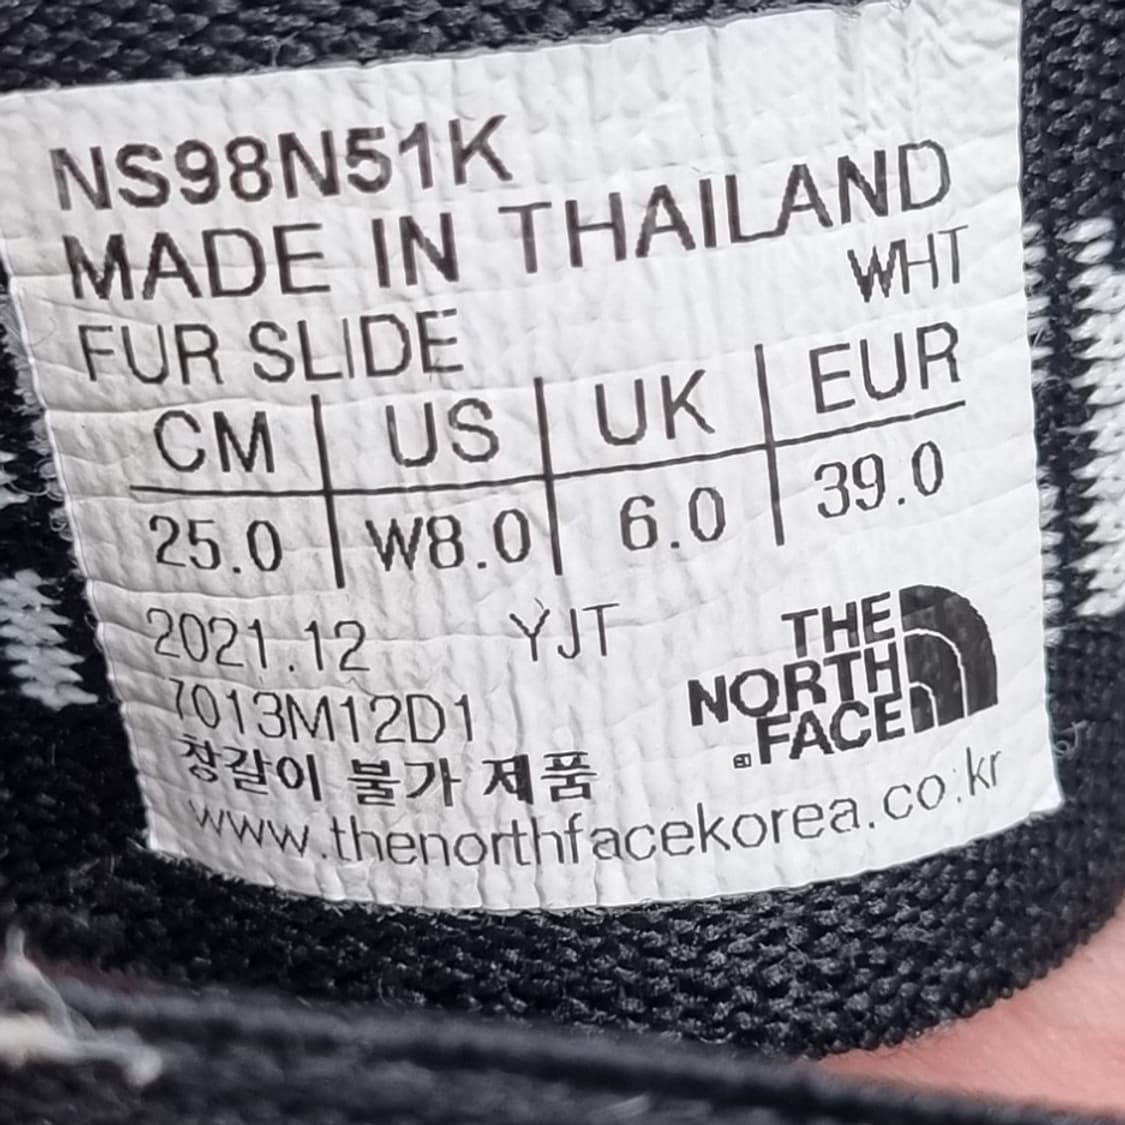 NS98N51K
MADE IN THAILAND
WHT
FUR SLIDE
CM US UK EUR
25.0 W8.0 6.0 39.0
2021.12 YJT
7013M12D1
창갈이 불가 제품
THE
NORTH
FACE
www.thenorthfacekorea.co.kr